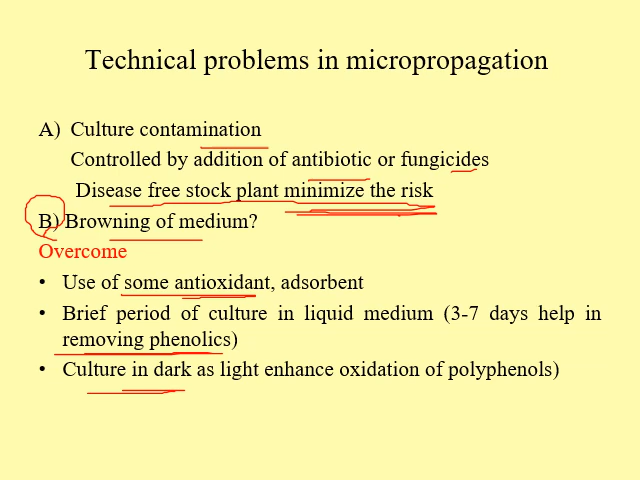 Technical problems in micropropagation
A) Culture contamination
Controlled by addition of antibiotic or fungicides
Disease free stock plant minimize the risk
B) Browning of medium?
Overcome
• Use of some antioxidant, adsorbent
• Brief period of culture in liquid medium (3-7 days help in
removing phenolics)
• Culture in dark as light enhance oxidation of polyphenols)